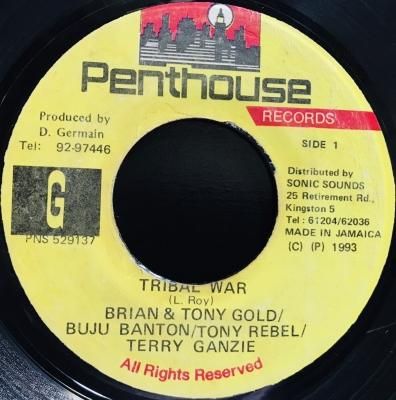 Penthouse
RECORDS
Produced by
D. Germain
Tel: 92-97446
SIDE 1
Distributed by
SONIC SOUNDS
25 Retirement Rd.,
Kingston 5
Tel: 61204/62036
MADE IN JAMAICA
(C) (P) 1993
G
PNS 529137
TRIBAL WAR
(L. Roy)
BRIAN & TONY GOLD/
BUJU BANTON/TONY REBEL/
TERRY GANZIE
All Rights Reserved